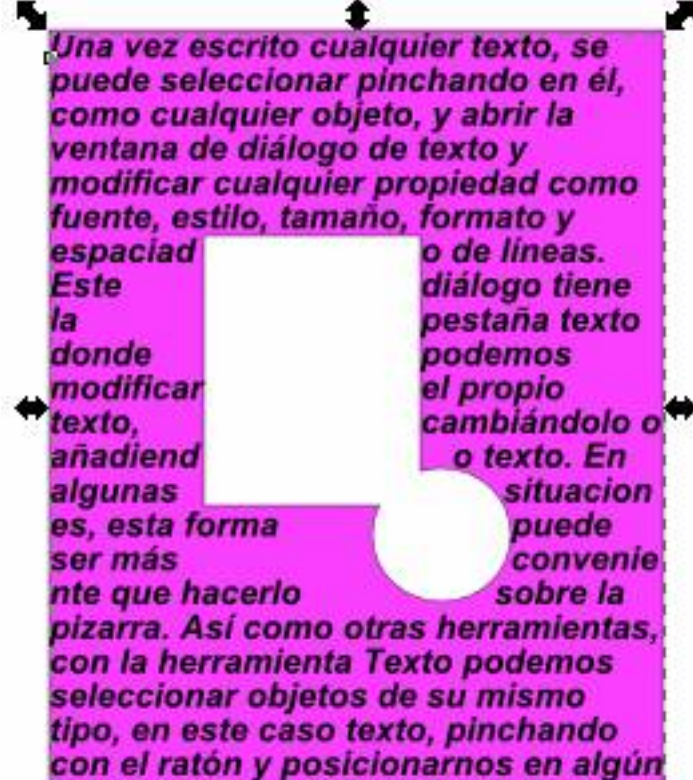 Una vez escrito cualquier texto, se
puede seleccionar pinchando en él,
como cualquier objeto, y abrir la
ventana de diálogo de texto y
modificar cualquier propiedad como
fuente, estilo, tamaño, formato y
espaciad o de líneas.
Este diálogo tiene
la pestaña texto
donde podemos
modificar el propio
texto, cambiándolo o
añadiend o texto. En
algunas situacion
es, esta forma puede
ser más convenie
nte que hacerlo sobre la
pizarra. Así como otras herramientas,
con la herramienta Texto podemos
seleccionar objetos de su mismo
tipo, en este caso texto, pinchando
con el ratón y posicionarnos en algún